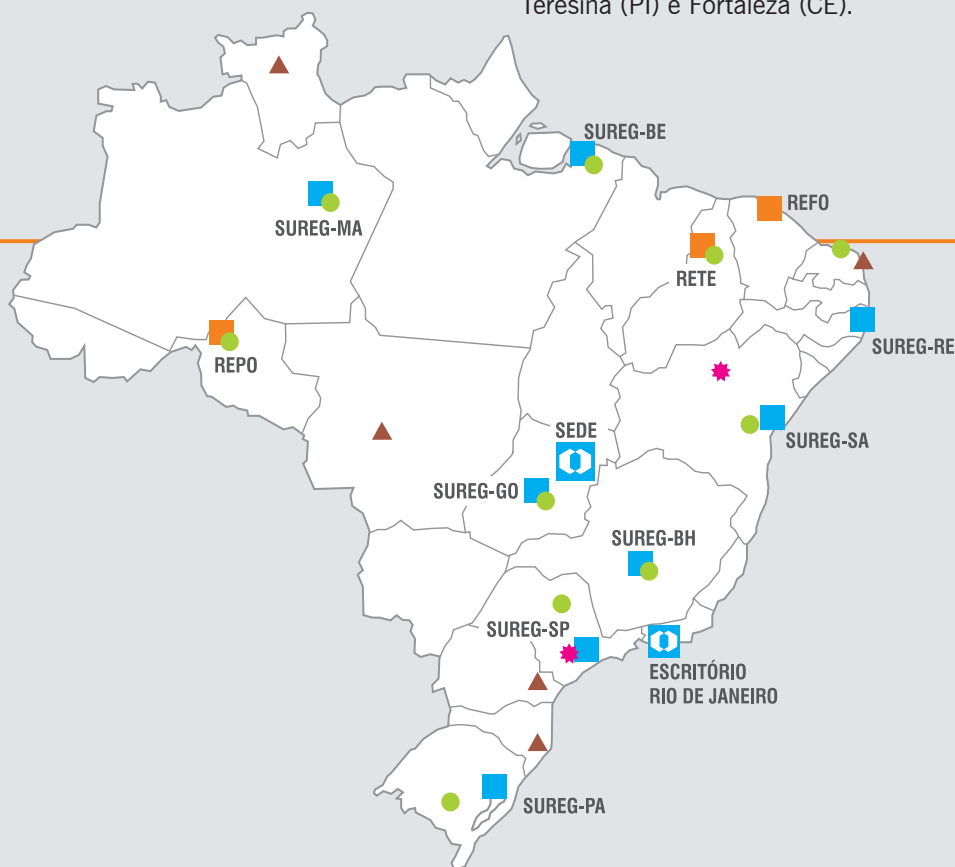 Teresina (PI) e Fortaleza (CE).
SUREG-BE
REFO
SUREG-MA
RETE
SUREG-RE
REPO
SEDE
SUREG-SA
SUREG-GO
SUREG-BH
SUREG-SP
ESCRITÓRIO
RIO DE JANEIRO
SUREG-PA